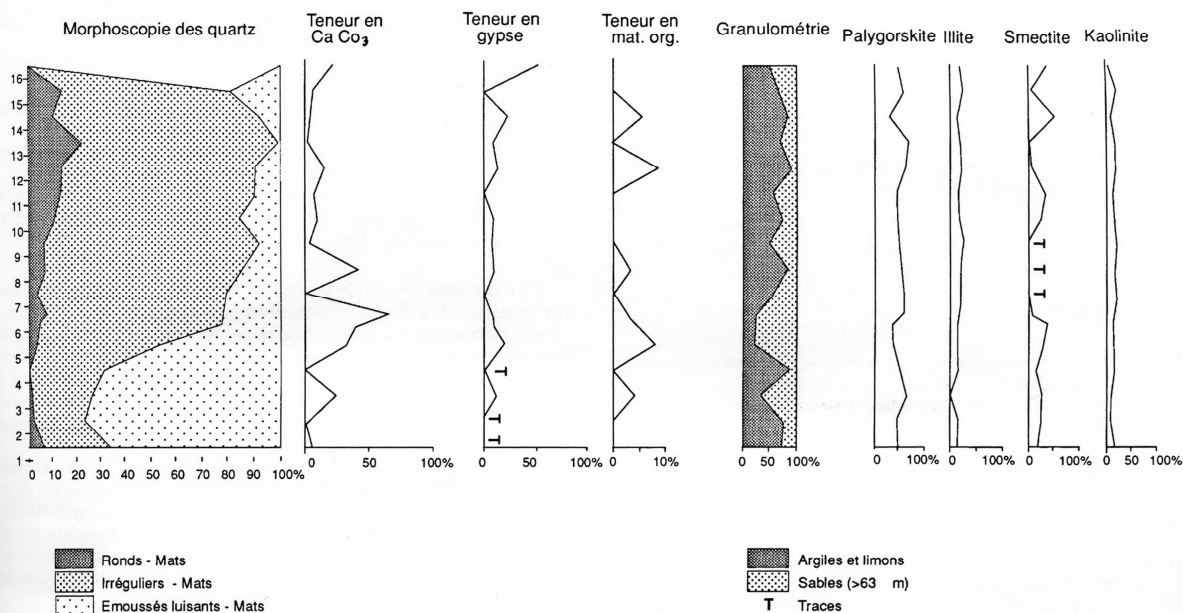 Morphoscopie des quartz
Teneur en
Ca Co3
Teneur en
gypse
Teneur en
mat. org.
Granulométrie
Palygorskite
Illite
Smectite
Kaolinite
16
15
14
13
12
11
10
9
8
7
6
5
4
3
2
1
T
T
T
T
T
T
0 10 20 30 40 50 60 70 80 90 100%
0 50 100%
0 50 100%
0 10%
0 50 100%
0 100%
0 100%
0 100%
0 100%
Ronds - Mats
Irréguliers - Mats
Emoussés luisants - Mats
Argiles et limons
Sables (>63 m)
T Traces